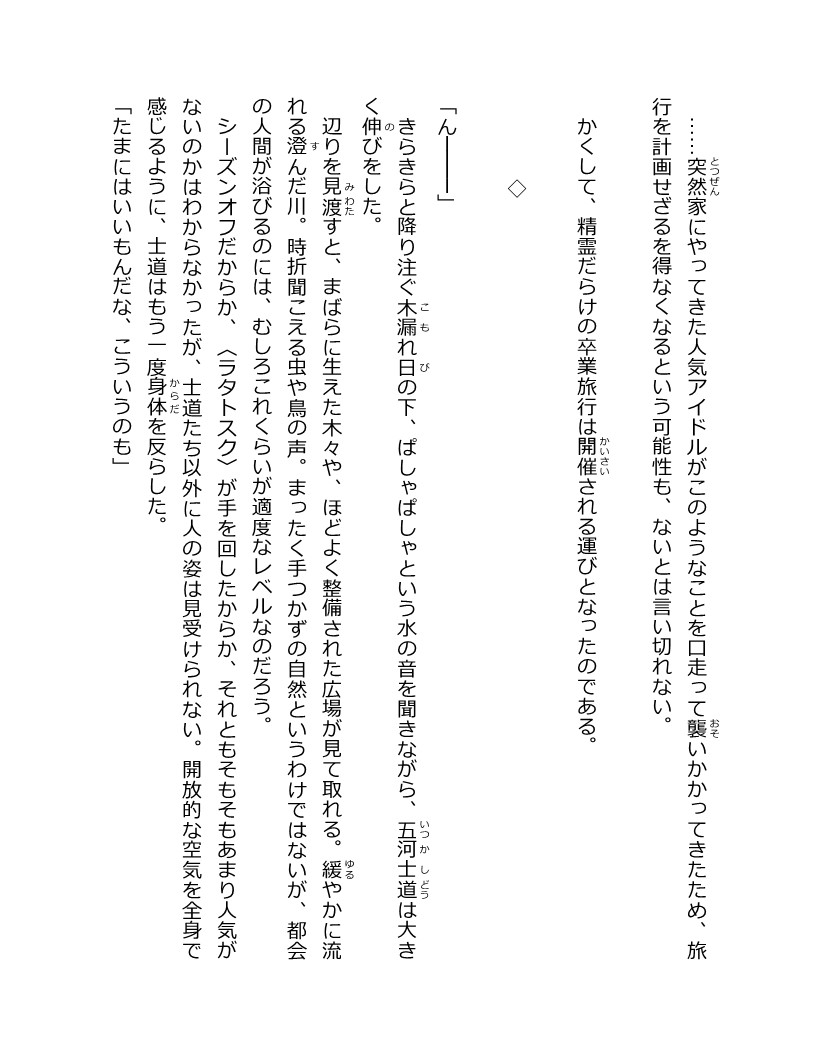 ……突然家にやってきた人気アイドルがこのようなことを口走って襲いかかってきたため、旅
行を計画せざるを得なくなるという可能性も、ないとは言い切れない。
かくして、精霊だらけの卒業旅行は開催される運びとなったのである。
◇
「ん――」
きらきらと降り注ぐ木漏れ日の下、ぱしゃぱしゃという水の音を聞きながら、五河士道は大き
く伸びをした。
辺りを見渡すと、まばらに生えた木々や、ほどよく整備された広場が見て取れる。緩やかに流
れる澄んだ川。時折聞こえる虫や鳥の声。まったく手つかずの自然というわけではないが、都会
の人間が浴びるのには、むしろこれくらいが適度なレベルなのだろう。
シーズンオフだからか、〈ラタトスク〉が手を回したからか、それともそもそもあまり人気が
ないのかはわからなかったが、士道たち以外に人の姿は見受けられない。開放的な空気を全身で
感じるように、士道はもう一度身体を反らした。
「たまにはいいもんだな、こういうのも」